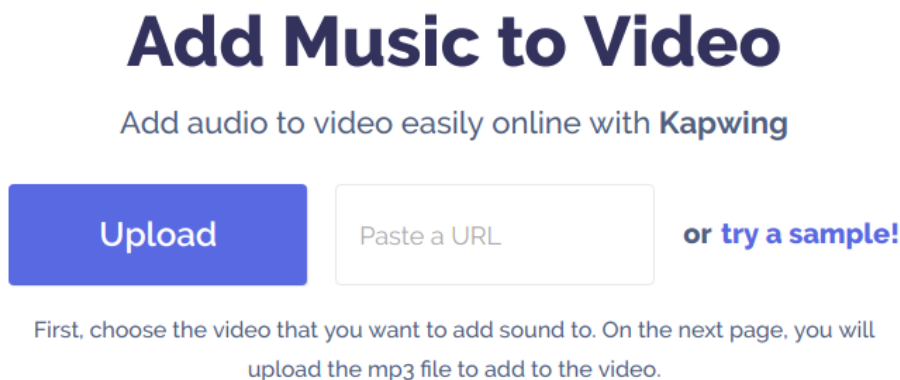 Add Music to Video
Add audio to video easily online with Kapwing
Upload
Paste a URL
or try a sample!
First, choose the video that you want to add sound to. On the next page, you will
upload the mp3 file to add to the video.